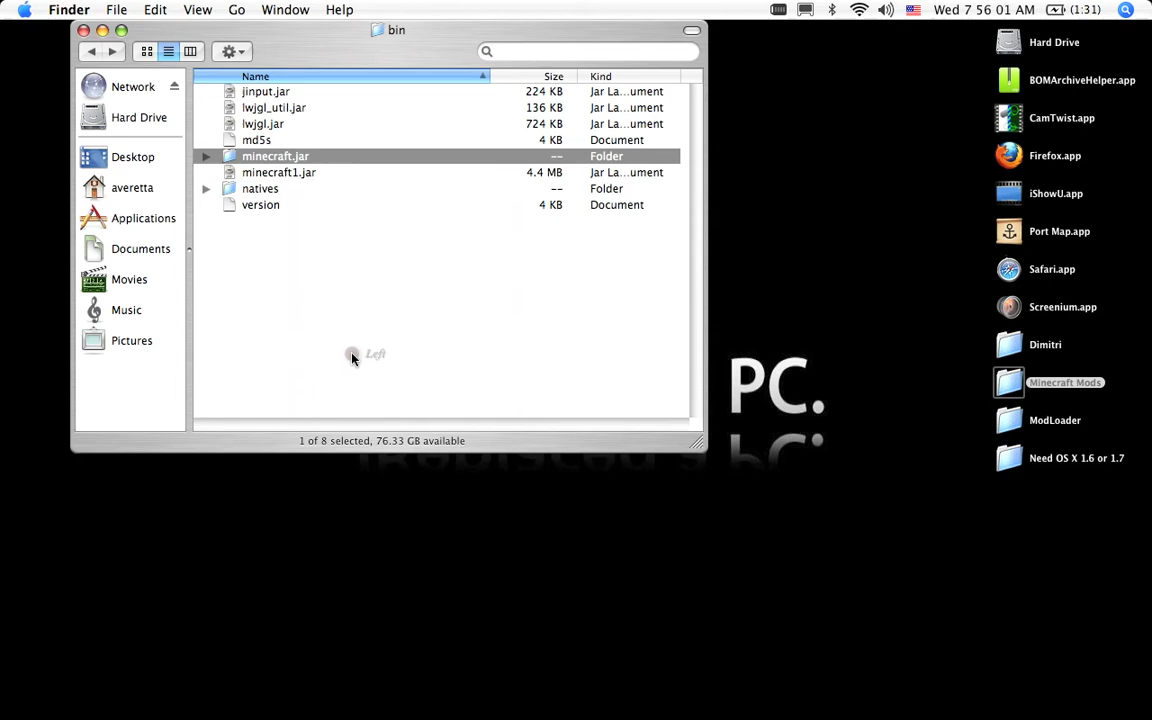 Finder File Edit View Go Window Help Wed 7 56 01 AM (1:31)
bin
Name Size Kind
jinput.jar 224 KB Jar La...ument
lwjgl_util.jar 136 KB Jar La...ument
lwjgl.jar 724 KB Jar La...ument
md5s 4 KB Document
minecraft.jar -- Folder
minecraft1.jar 4.4 MB Jar La...ument
natives -- Folder
version 4 KB Document
Network
Hard Drive
Desktop
averetta
Applications
Documents
Movies
Music
Pictures
Left
1 of 8 selected, 76.33 GB available
PC.
Hard Drive
BOMArchiveHelper.app
CamTwist.app
Firefox.app
iShowU.app
Port Map.app
Safari.app
Screenium.app
Dimitri
Minecraft Mods
ModLoader
Need OS X 1.6 or 1.7